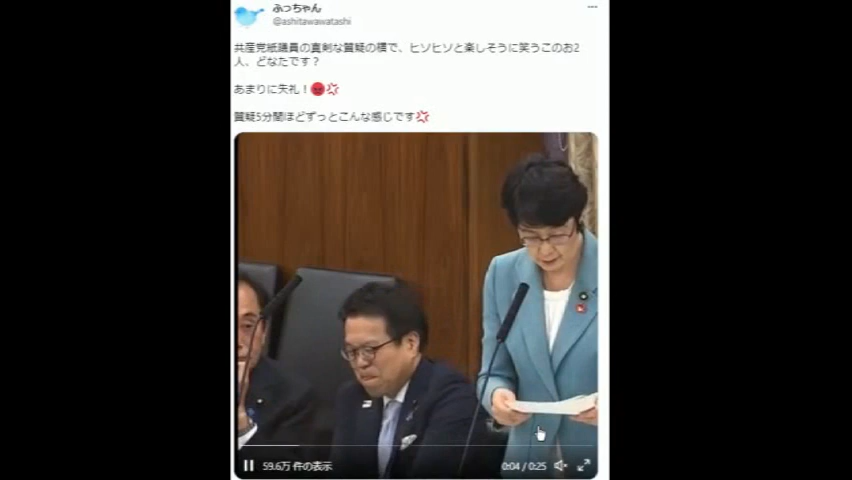 ふっちゃん
@ashitawawatashi
共産党紙議員の真剣な質疑の横で、ヒソヒソと楽しそうに笑うこのお2
人、どなたです？
あまりに失礼！😡💢
質疑5分間ほどずっとこんな感じです💢
59.6万 件の表示
0:04 / 0:25